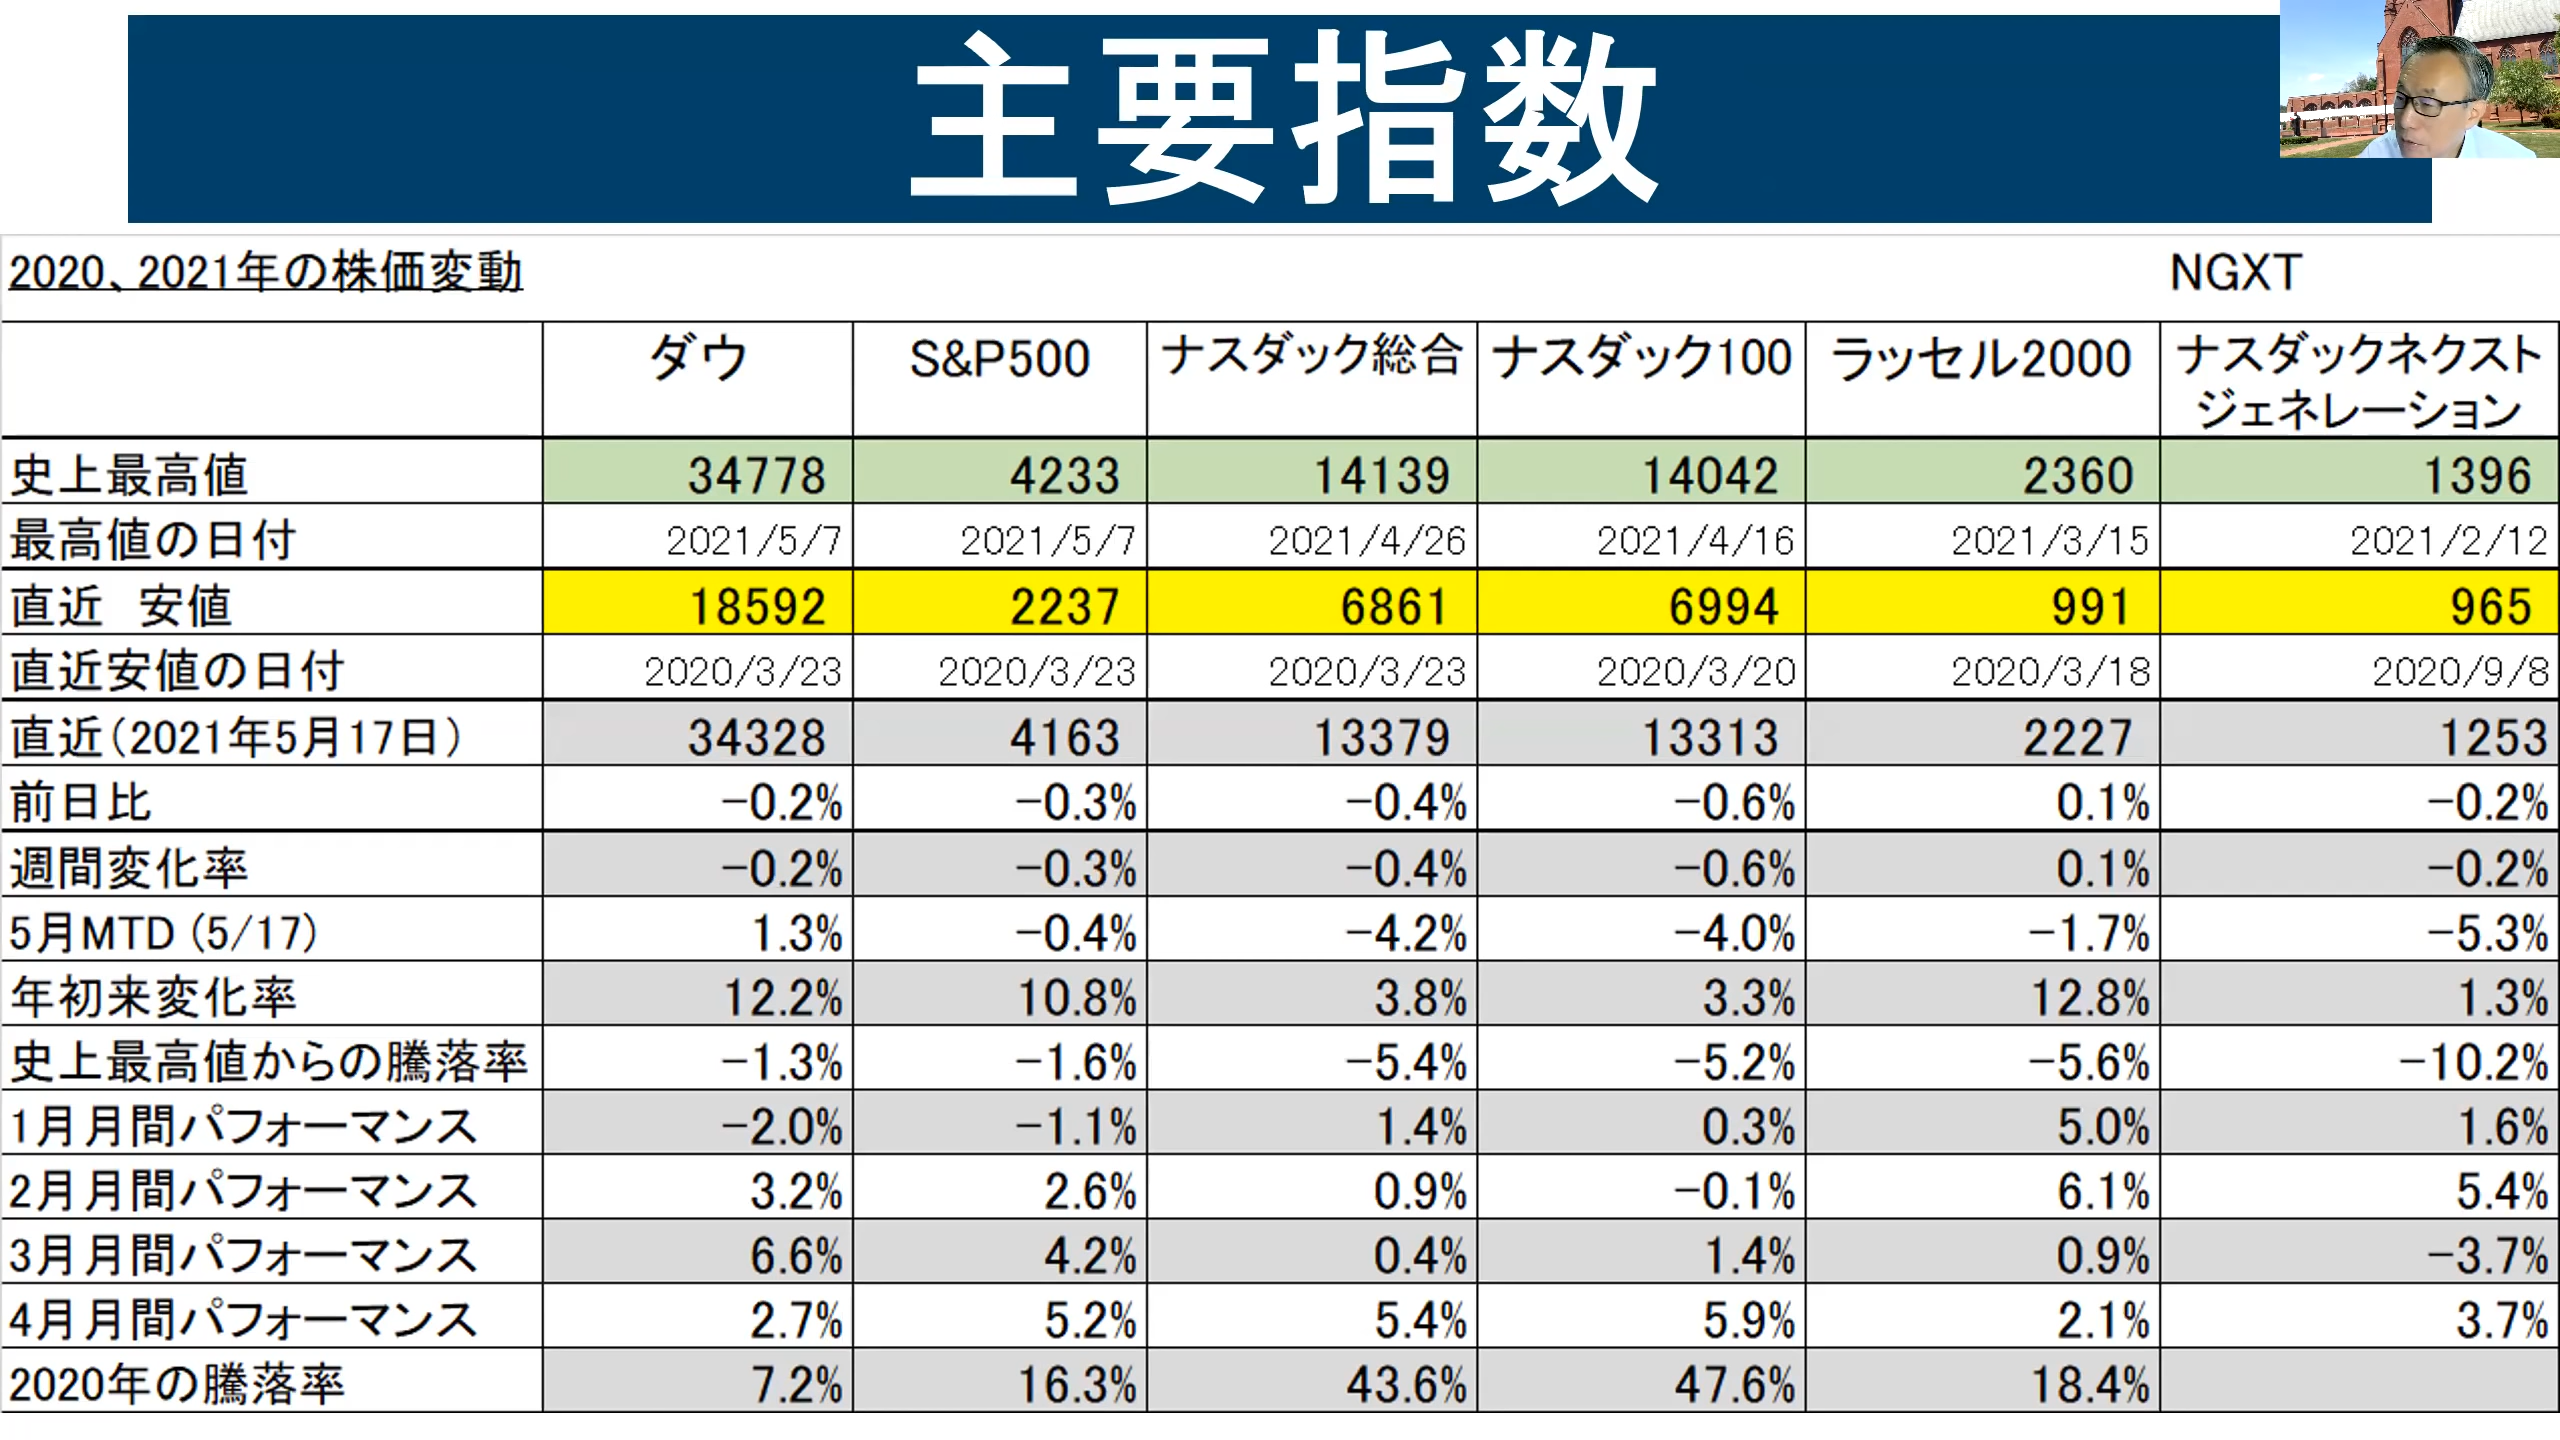 主要指数
2020、2021年の株価変動 NGXT
ダウ S&P500 ナスダック総合 ナスダック100 ラッセル2000 ナスダックネクストジェネレーション
史上最高値 34778 4233 14139 14042 2360 1396
最高値の日付 2021/5/7 2021/5/7 2021/4/26 2021/4/16 2021/3/15 2021/2/12
直近 安値 18592 2237 6861 6994 991 965
直近安値の日付 2020/3/23 2020/3/23 2020/3/23 2020/3/20 2020/3/18 2020/9/8
直近(2021年5月17日) 34328 4163 13379 13313 2227 1253
前日比 -0.2% -0.3% -0.4% -0.6% 0.1% -0.2%
週間変化率 -0.2% -0.3% -0.4% -0.6% 0.1% -0.2%
5月MTD (5/17) 1.3% -0.4% -4.2% -4.0% -1.7% -5.3%
年初来変化率 12.2% 10.8% 3.8% 3.3% 12.8% 1.3%
史上最高値からの騰落率 -1.3% -1.6% -5.4% -5.2% -5.6% -10.2%
1月月間パフォーマンス -2.0% -1.1% 1.4% 0.3% 5.0% 1.6%
2月月間パフォーマンス 3.2% 2.6% 0.9% -0.1% 6.1% 5.4%
3月月間パフォーマンス 6.6% 4.2% 0.4% 1.4% 0.9% -3.7%
4月月間パフォーマンス 2.7% 5.2% 5.4% 5.9% 2.1% 3.7%
2020年の騰落率 7.2% 16.3% 43.6% 47.6% 18.4%